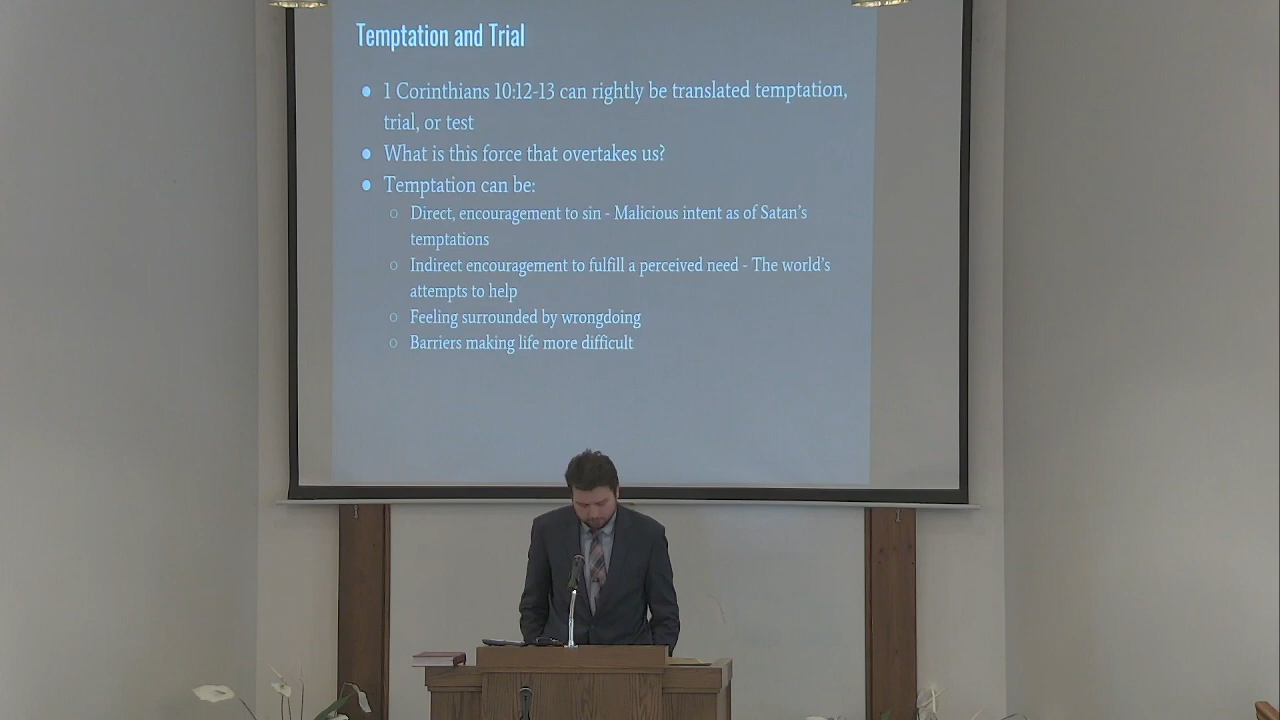 Temptation and Trial
● 1 Corinthians 10:12-13 can rightly be translated temptation,
trial, or test
● What is this force that overtakes us?
● Temptation can be:
○ Direct, encouragement to sin - Malicious intent as of Satan's
temptations
○ Indirect encouragement to fulfill a perceived need - The world's
attempts to help
○ Feeling surrounded by wrongdoing
○ Barriers making life more difficult